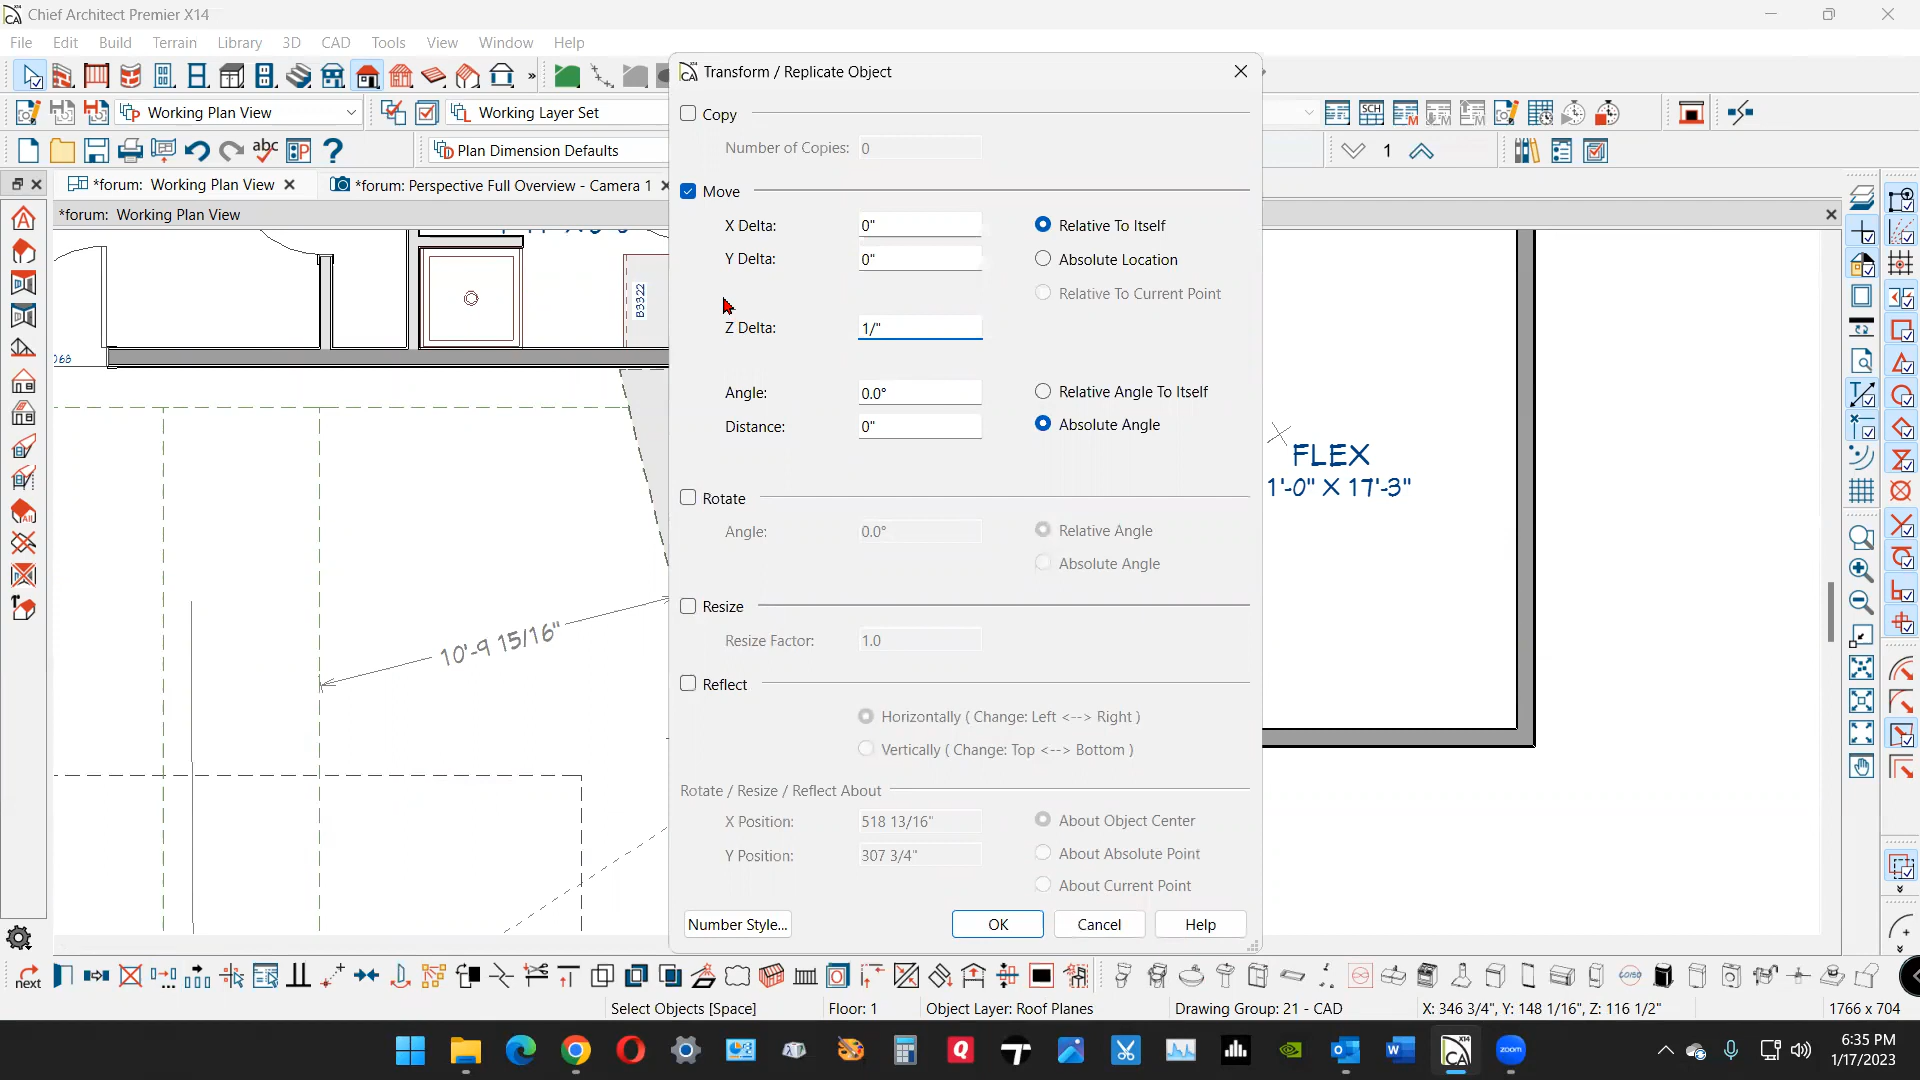 Chief Architect Premier X14
File Edit Build Terrain Library 3D CAD Tools View Window Help
Working Plan View
Working Layer Set
Plan Dimension Defaults
1
*forum: Working Plan View
*forum: Perspective Full Overview - Camera 1
*forum: Working Plan View
B3322
068
10'-9 15/16"
FLEX
1'-0" X 17'-3"
Transform / Replicate Object
Copy
Number of Copies: 0
Move
X Delta: 0" Relative To Itself
Y Delta: 0" Absolute Location
Relative To Current Point
Z Delta: 1/"
Angle: 0.0° Relative Angle To Itself
Distance: 0" Absolute Angle
Rotate
Angle: 0.0° Relative Angle
Absolute Angle
Resize
Resize Factor: 1.0
Reflect
Horizontally ( Change: Left <--> Right )
Vertically ( Change: Top <--> Bottom )
Rotate / Resize / Reflect About
X Position: 518 13/16" About Object Center
Y Position: 307 3/4" About Absolute Point
About Current Point
Number Style... OK Cancel Help
next
Select Objects [Space] Floor: 1 Object Layer: Roof Planes Drawing Group: 21 - CAD X: 346 3/4", Y: 148 1/16", Z: 116 1/2" 1766 x 704
6:35 PM
1/17/2023